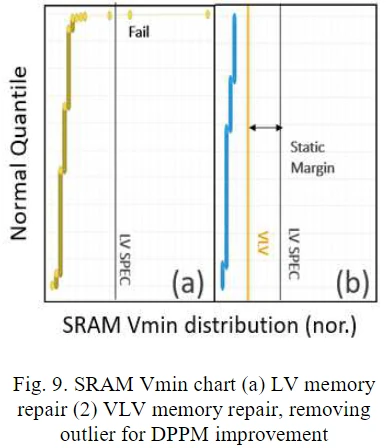 Normal Quantile
Fail
LV SPEC
(a)
Static
Margin
VLV
LV SPEC
(b)
SRAM Vmin distribution (nor.)
Fig. 9. SRAM Vmin chart (a) LV memory
repair (2) VLV memory repair, removing
outlier for DPPM improvement